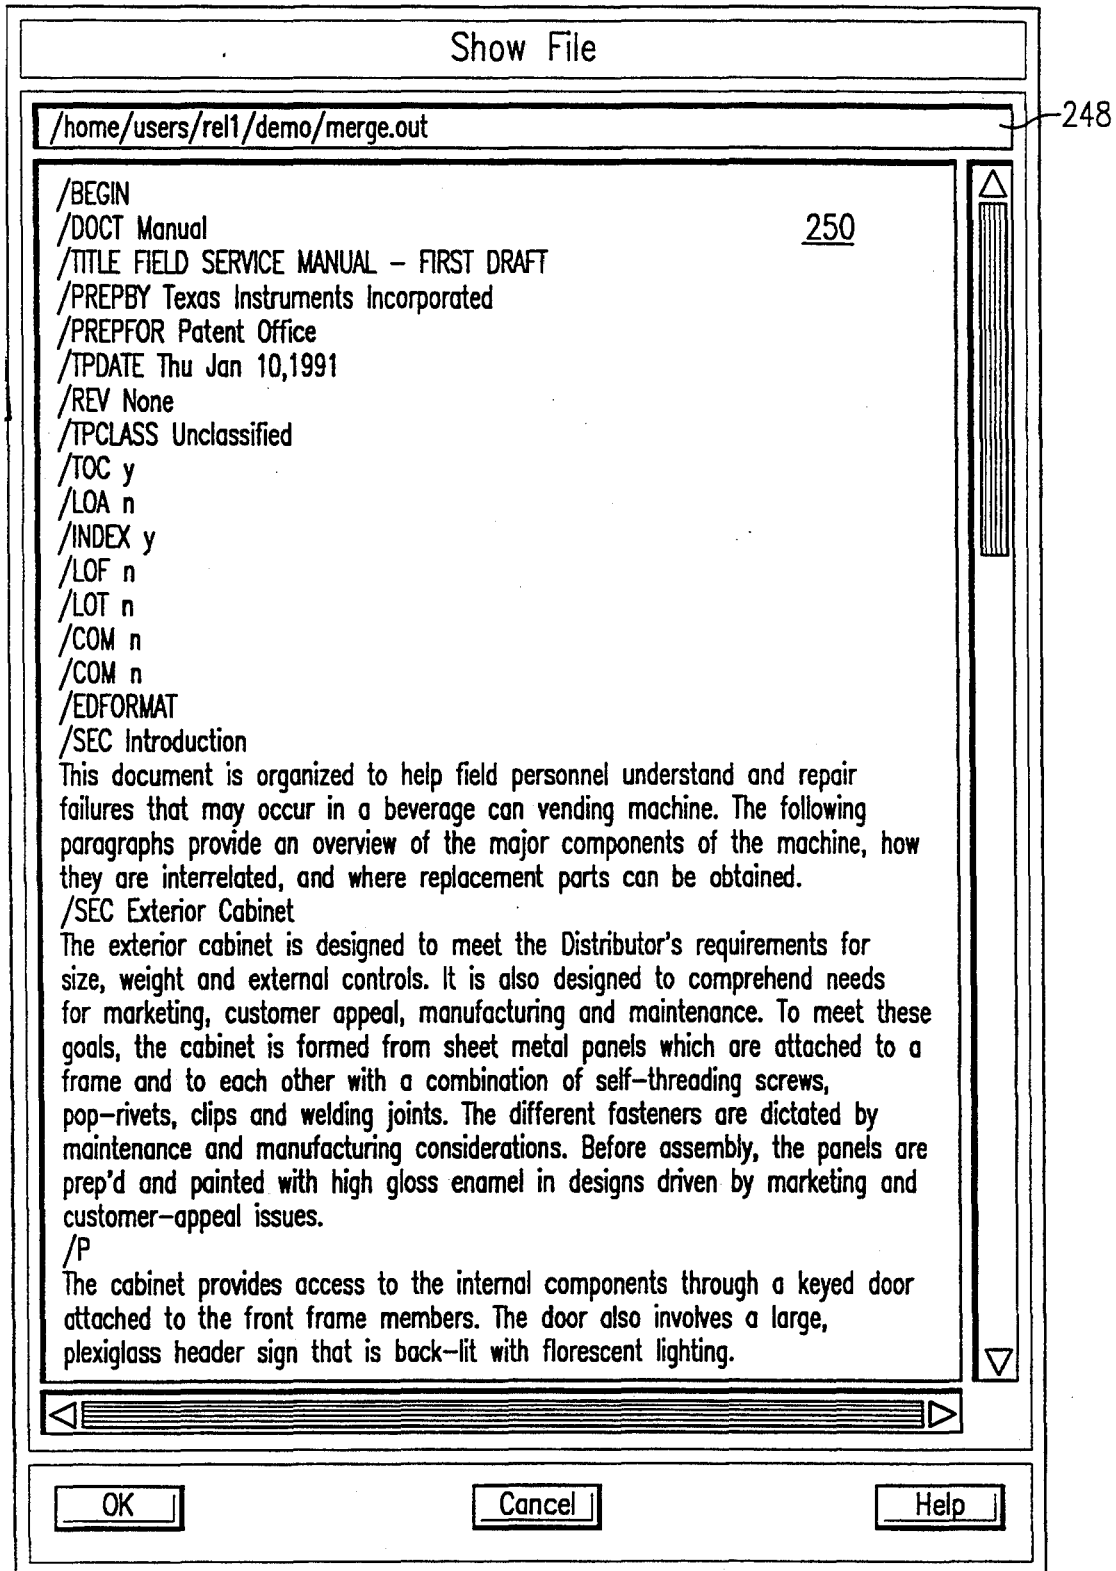 Show File
/home/users/rel1/demo/merge.out
248
/BEGIN
/DOCT Manual
250
/TITLE FIELD SERVICE MANUAL – FIRST DRAFT
/PREPBY Texas Instruments Incorporated
/PREPFOR Patent Office
/TPDATE Thu Jan 10,1991
/REV None
/TPCLASS Unclassified
/TOC y
/LOA n
/INDEX y
/LOF n
/LOT n
/COM n
/COM n
/EDFORMAT
/SEC Introduction
This document is organized to help field personnel understand and repair
failures that may occur in a beverage can vending machine. The following
paragraphs provide an overview of the major components of the machine, how
they are interrelated, and where replacement parts can be obtained.
/SEC Exterior Cabinet
The exterior cabinet is designed to meet the Distributor's requirements for
size, weight and external controls. It is also designed to comprehend needs
for marketing, customer appeal, manufacturing and maintenance. To meet these
goals, the cabinet is formed from sheet metal panels which are attached to a
frame and to each other with a combination of self–threading screws,
pop–rivets, clips and welding joints. The different fasteners are dictated by
maintenance and manufacturing considerations. Before assembly, the panels are
prep'd and painted with high gloss enamel in designs driven by marketing and
customer–appeal issues.
/P
The cabinet provides access to the internal components through a keyed door
attached to the front frame members. The door also involves a large,
plexiglass header sign that is back–lit with florescent lighting.
OK
Cancel
Help